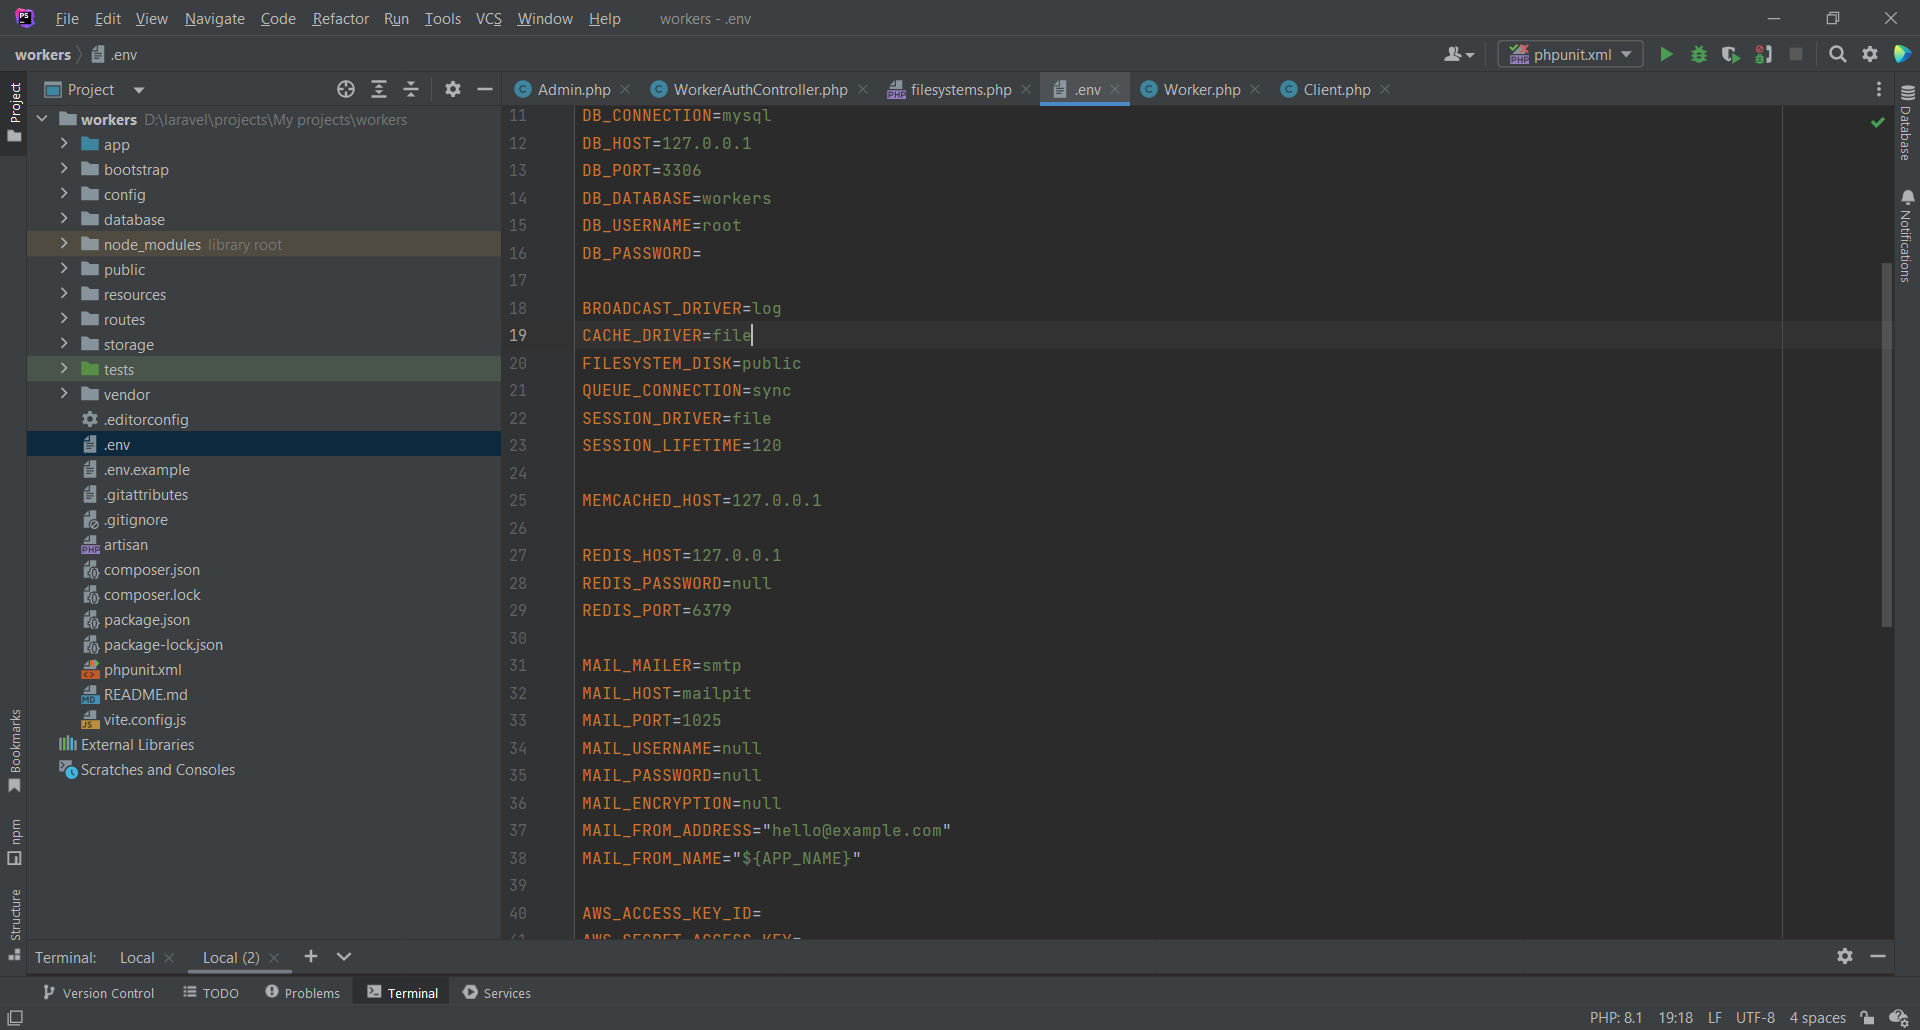 File Edit View Navigate Code Refactor Run Tools VCS Window Help workers - .env
workers .env phpunit.xml
Project
Project
Admin.php WorkerAuthController.php filesystems.php .env Worker.php Client.php
workers D:\laravel\projects\My projects\workers
app
bootstrap
config
database
node_modules library root
public
resources
routes
storage
tests
vendor
.editorconfig
.env
.env.example
.gitattributes
.gitignore
artisan
composer.json
composer.lock
package.json
package-lock.json
phpunit.xml
README.md
vite.config.js
External Libraries
Scratches and Consoles
11 DB_CONNECTION=mysql
12 DB_HOST=127.0.0.1
13 DB_PORT=3306
14 DB_DATABASE=workers
15 DB_USERNAME=root
16 DB_PASSWORD=
17
18 BROADCAST_DRIVER=log
19 CACHE_DRIVER=file
20 FILESYSTEM_DISK=public
21 QUEUE_CONNECTION=sync
22 SESSION_DRIVER=file
23 SESSION_LIFETIME=120
24
25 MEMCACHED_HOST=127.0.0.1
26
27 REDIS_HOST=127.0.0.1
28 REDIS_PASSWORD=null
29 REDIS_PORT=6379
30
31 MAIL_MAILER=smtp
32 MAIL_HOST=mailpit
33 MAIL_PORT=1025
34 MAIL_USERNAME=null
35 MAIL_PASSWORD=null
36 MAIL_ENCRYPTION=null
37 MAIL_FROM_ADDRESS="hello@example.com"
38 MAIL_FROM_NAME="${APP_NAME}"
39
40 AWS_ACCESS_KEY_ID=
41 AWS_SECRET_ACCESS_KEY=
Database
Notifications
Bookmarks
npm
Structure
Terminal: Local Local (2)
Version Control TODO Problems Terminal Services
PHP: 8.1 19:18 LF UTF-8 4 spaces